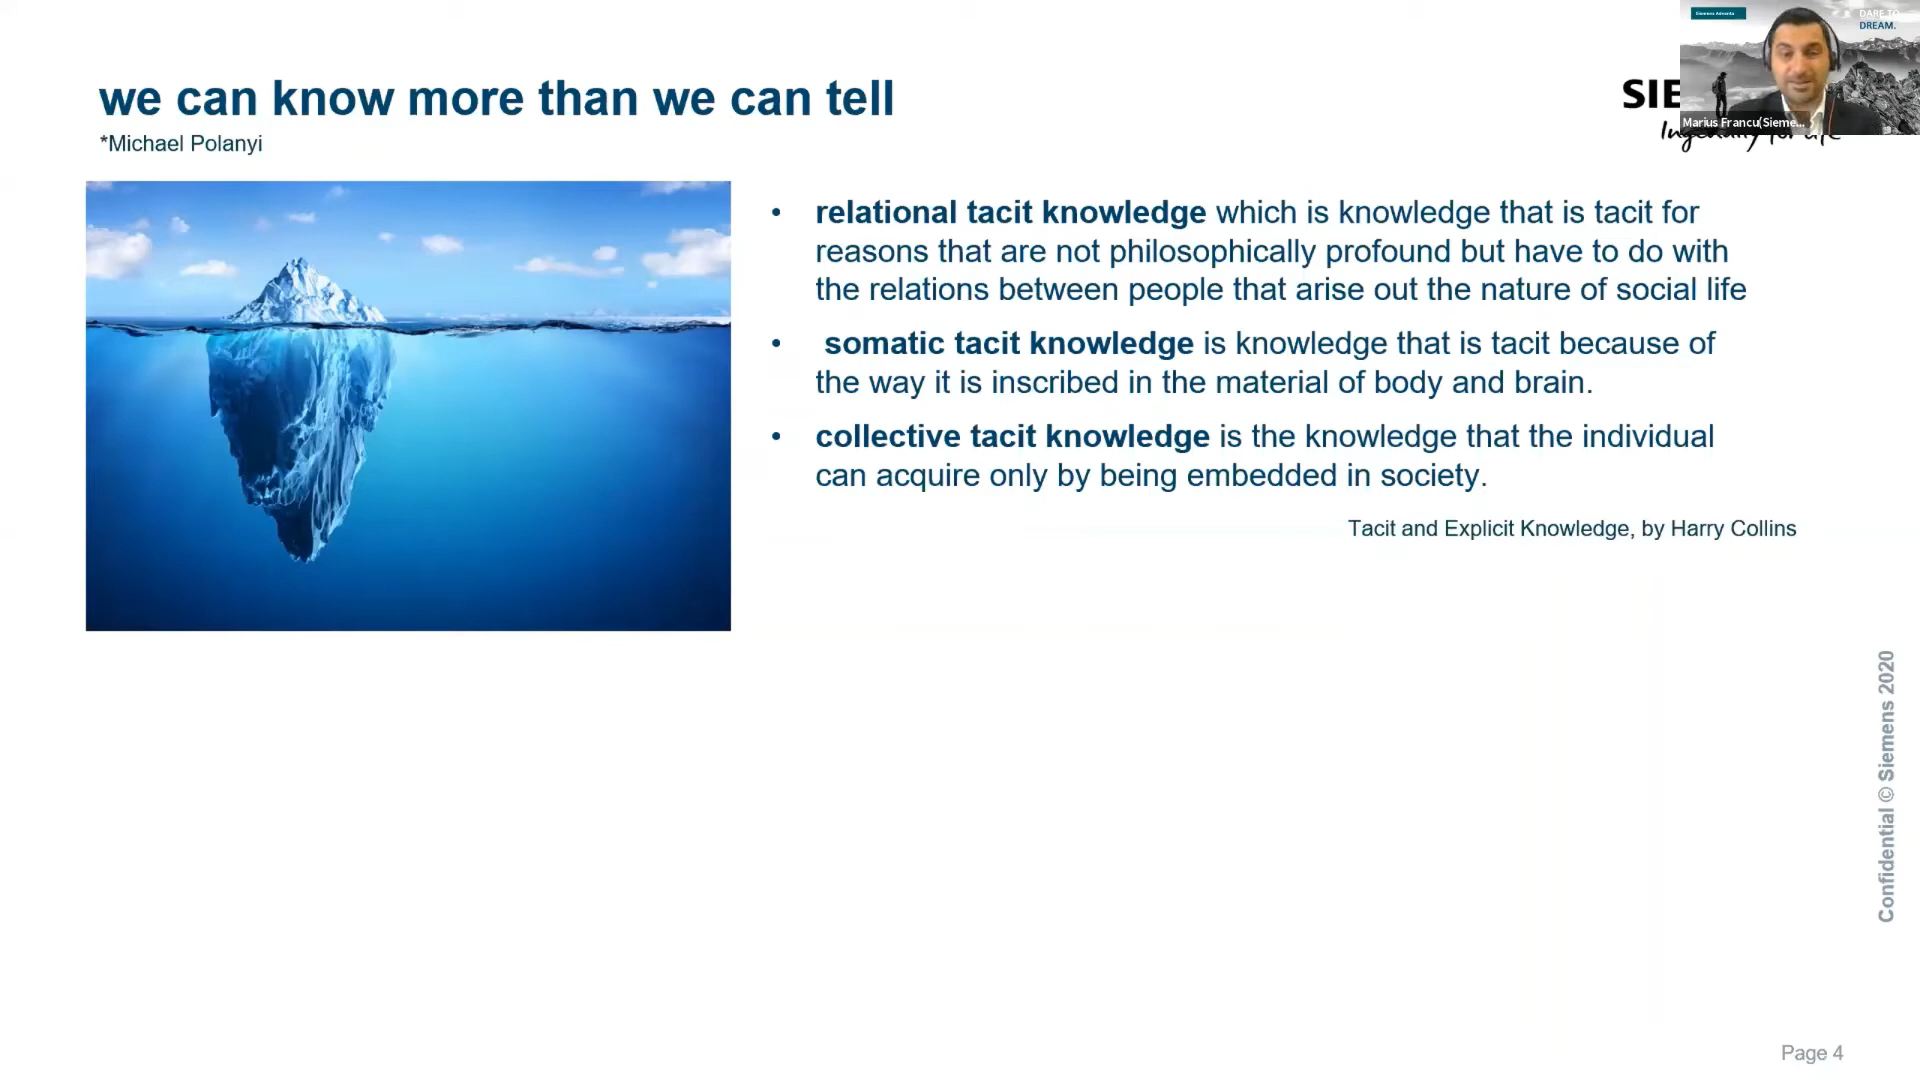 we can know more than we can tell
*Michael Polanyi
• relational tacit knowledge which is knowledge that is tacit for
reasons that are not philosophically profound but have to do with
the relations between people that arise out the nature of social life
• somatic tacit knowledge is knowledge that is tacit because of
the way it is inscribed in the material of body and brain.
• collective tacit knowledge is the knowledge that the individual
can acquire only by being embedded in society.
Tacit and Explicit Knowledge, by Harry Collins
SIE
Siemens Advanta
DARE TO
DREAM.
Marius Francu(Sieme...
Confidential © Siemens 2020
Page 4